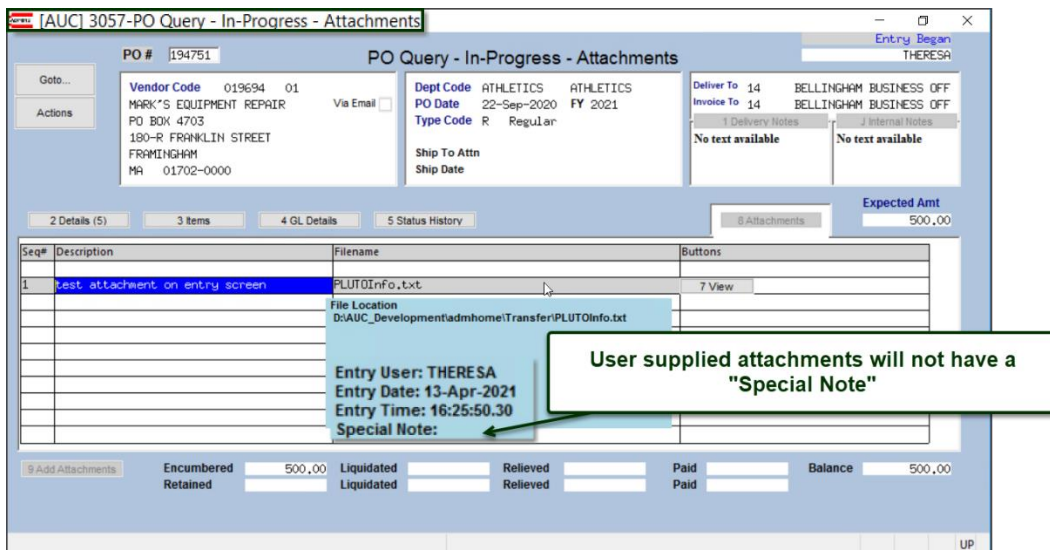 [AUC] 3057-PO Query - In-Progress - Attachments
Entry Began
PO # 194751
PO Query - In-Progress - Attachments
THERESA
Goto...
Actions
Vendor Code 019694 01
MARK'S EQUIPMENT REPAIR Via Email
PO BOX 4703
180-R FRANKLIN STREET
FRAMINGHAM
MA 01702-0000
Dept Code ATHLETICS ATHLETICS
PO Date 22-Sep-2020 FY 2021
Type Code R Regular
Ship To Attn
Ship Date
Deliver To 14 BELLINGHAM BUSINESS OFF
Invoice To 14 BELLINGHAM BUSINESS OFF
1 Delivery Notes J Internal Notes
No text available No text available
2 Details (5) 3 Items 4 GL Details 5 Status History 8 Attachments
Expected Amt
500.00
Seq# Description Filename Buttons
1 test attachment on entry screen PLUTOInfo.txt 7 View
File Location
D:\AUC_Development\admhome\Transfer\PLUTOInfo.txt
Entry User: THERESA
Entry Date: 13-Apr-2021
Entry Time: 16:25:50.30
Special Note:
User supplied attachments will not have a
"Special Note"
9 Add Attachments Encumbered 500.00 Liquidated Relieved Paid Balance 500.00
Retained Liquidated Relieved Paid
UP